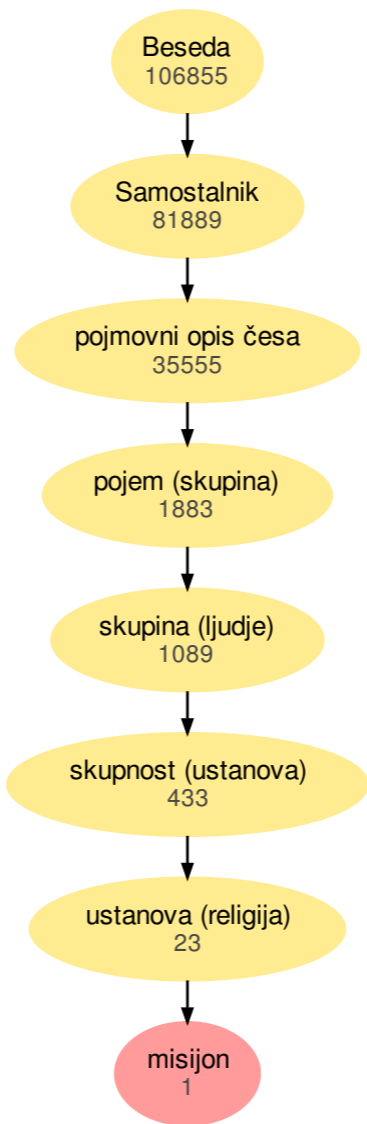 Beseda
106855
Samostalnik
81889
pojmovni opis česa
35555
pojem (skupina)
1883
skupina (ljudje)
1089
skupnost (ustanova)
433
ustanova (religija)
23
misijon
1